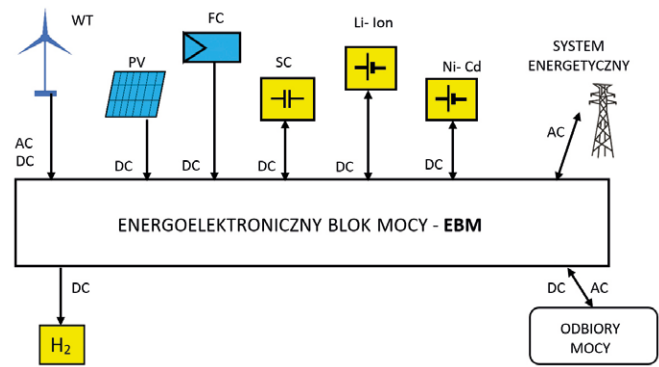 WT
PV
FC
SC
Li- Ion
Ni- Cd
SYSTEM
ENERGETYCZNY
AC
DC
DC
DC
DC
DC
DC
AC
ENERGOELEKTRONICZNY BLOK MOCY - EBM
DC
DC
AC
H₂
ODBIORY
MOCY